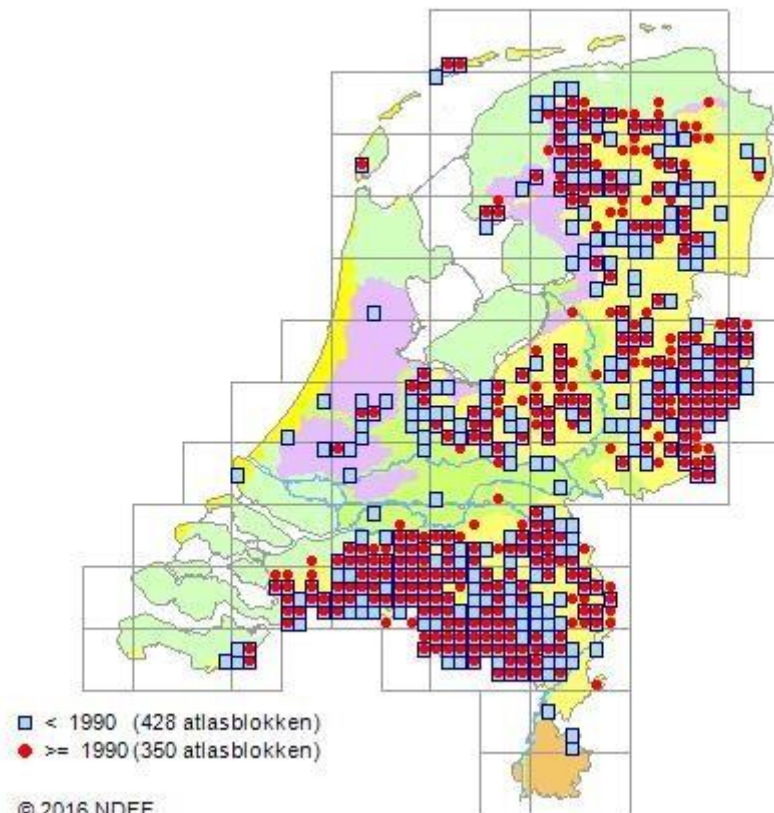 < 1990 (428 atlasblokken)
>= 1990 (350 atlasblokken)
© 2016 NDFF